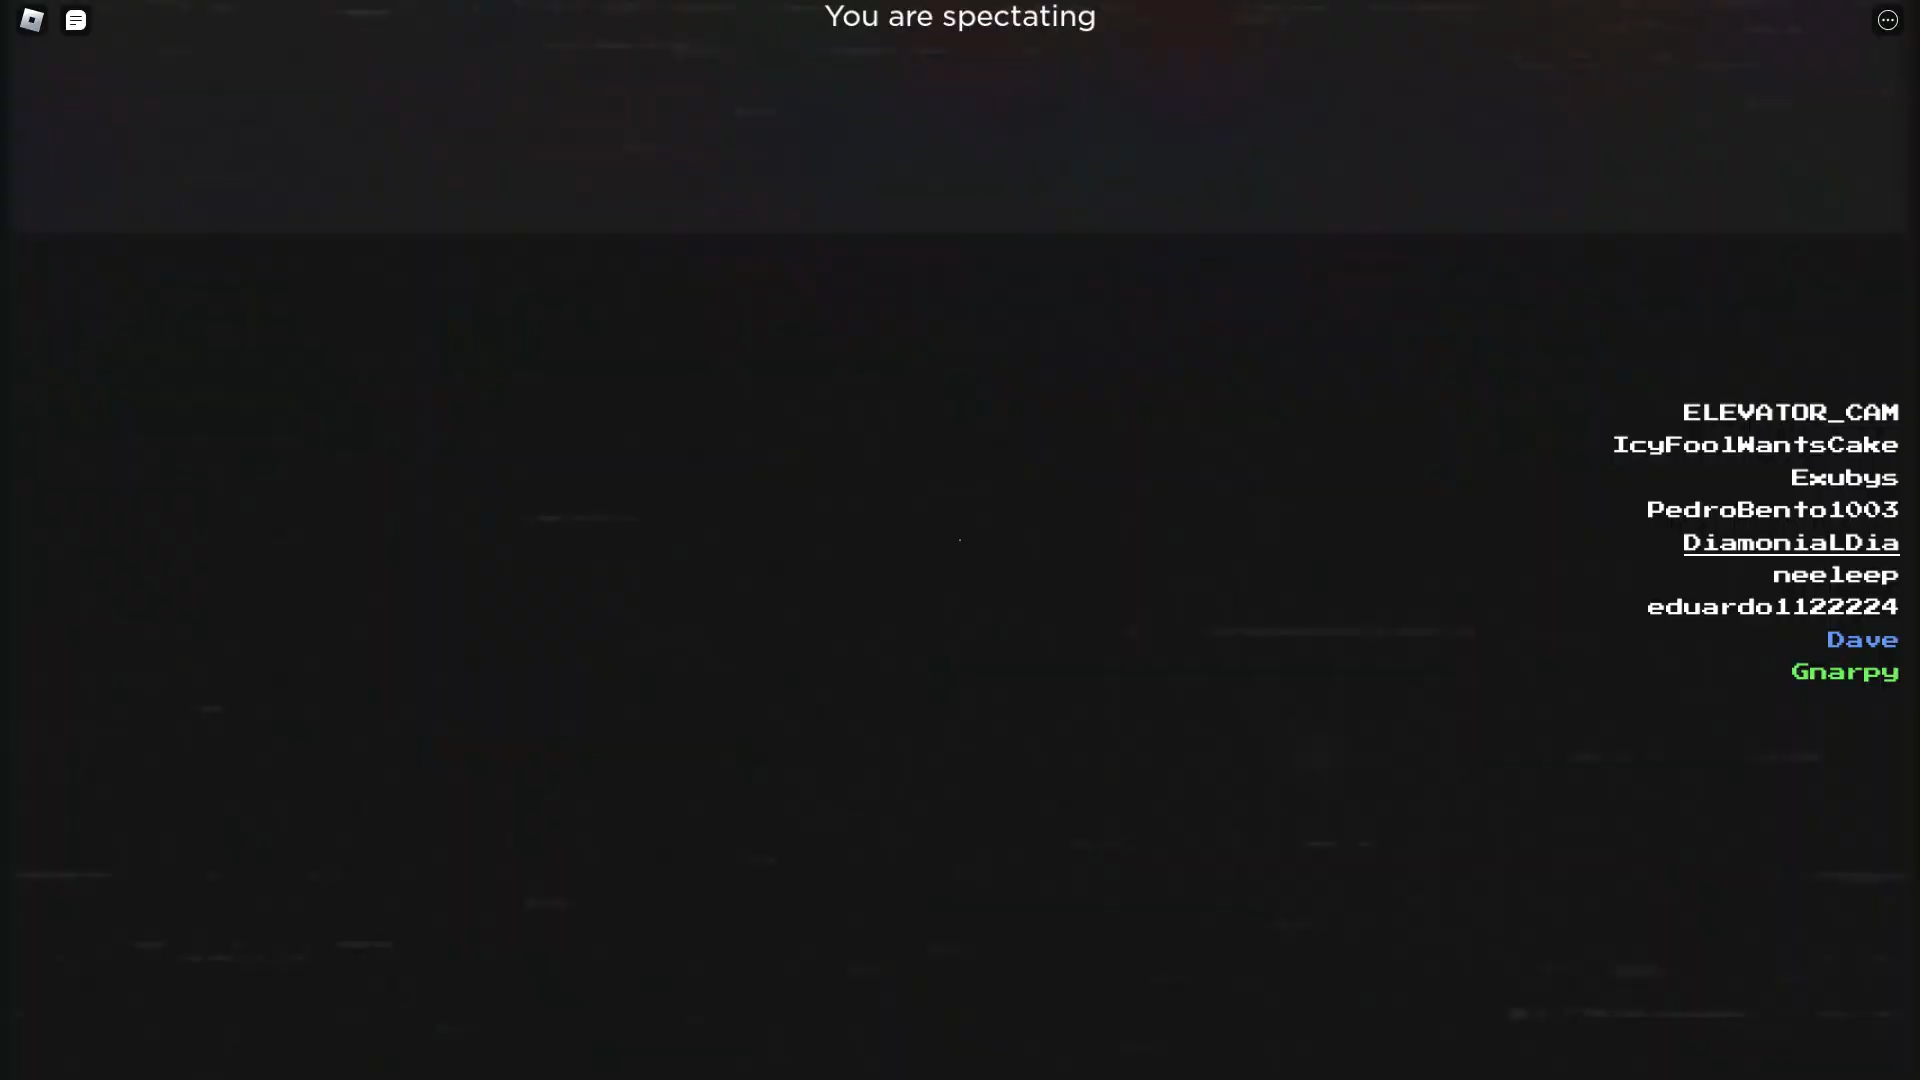 You are spectating
ELEVATOR_CAM
IcyFoolWantsCake
Exubys
PedroBento1003
DiamoniaLDia
neeleep
eduardo1122224
Dave
Gnarpy